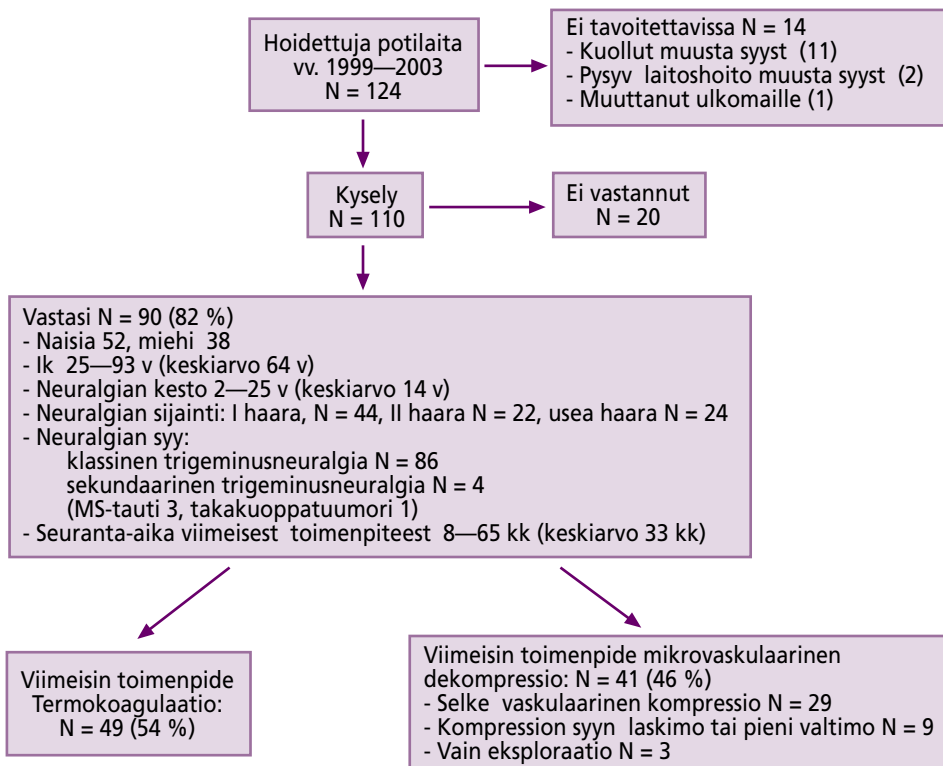 Hoidettuja potilaita
vv. 1999—2003
N = 124
Ei tavoitettavissa N = 14
- Kuollut muusta syyst (11)
- Pysyv laitoshoito muusta syyst (2)
- Muuttanut ulkomaille (1)
Kysely
N = 110
Ei vastannut
N = 20
Vastasi N = 90 (82 %)
- Naisia 52, miehi 38
- Ik 25—93 v (keskiarvo 64 v)
- Neuralgian kesto 2—25 v (keskiarvo 14 v)
- Neuralgian sijainti: I haara, N = 44, II haara N = 22, usea haara N = 24
- Neuralgian syy:
klassinen trigeminusneuralgia N = 86
sekundaarinen trigeminusneuralgia N = 4
(MS-tauti 3, takakuoppatuumori 1)
- Seuranta-aika viimeisest toimenpiteest 8—65 kk (keskiarvo 33 kk)
Viimeisin toimenpide
Termokoagulaatio:
N = 49 (54 %)
Viimeisin toimenpide mikrovaskulaarinen
dekompressio: N = 41 (46 %)
- Selke vaskulaarinen kompressio N = 29
- Kompression syyn laskimo tai pieni valtimo N = 9
- Vain eksploraatio N = 3